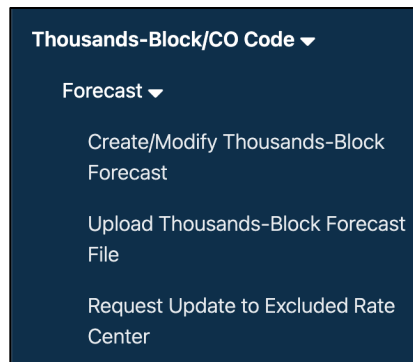 Thousands-Block/CO Code
Forecast
Create/Modify Thousands-Block
Forecast
Upload Thousands-Block Forecast
File
Request Update to Excluded Rate
Center